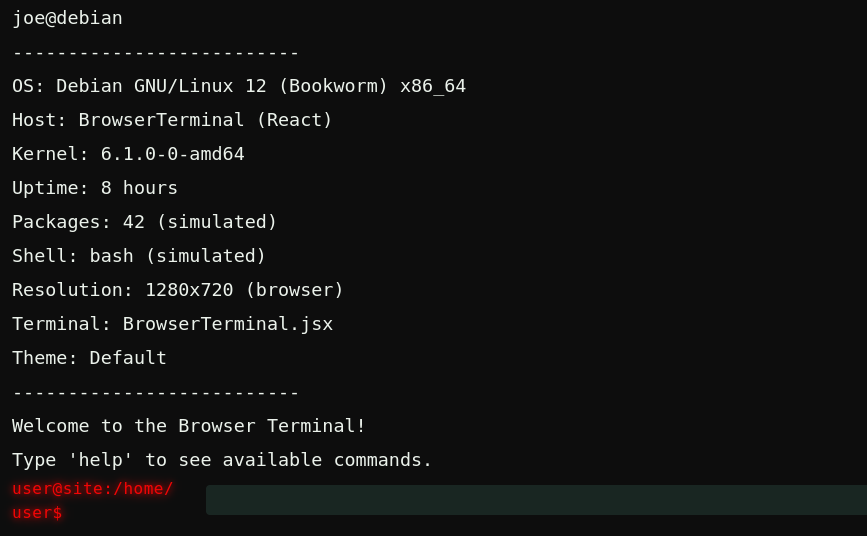 joe@debian
--------------------------
OS: Debian GNU/Linux 12 (Bookworm) x86_64
Host: BrowserTerminal (React)
Kernel: 6.1.0-0-amd64
Uptime: 8 hours
Packages: 42 (simulated)
Shell: bash (simulated)
Resolution: 1280x720 (browser)
Terminal: BrowserTerminal.jsx
Theme: Default
--------------------------
Welcome to the Browser Terminal!
Type 'help' to see available commands.
user@site:/home/
user$